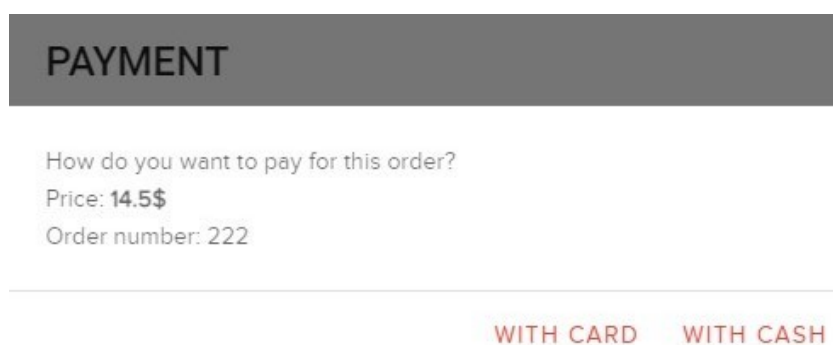 PAYMENT
How do you want to pay for this order?
Price: 14.5$
Order number: 222
WITH CARD WITH CASH